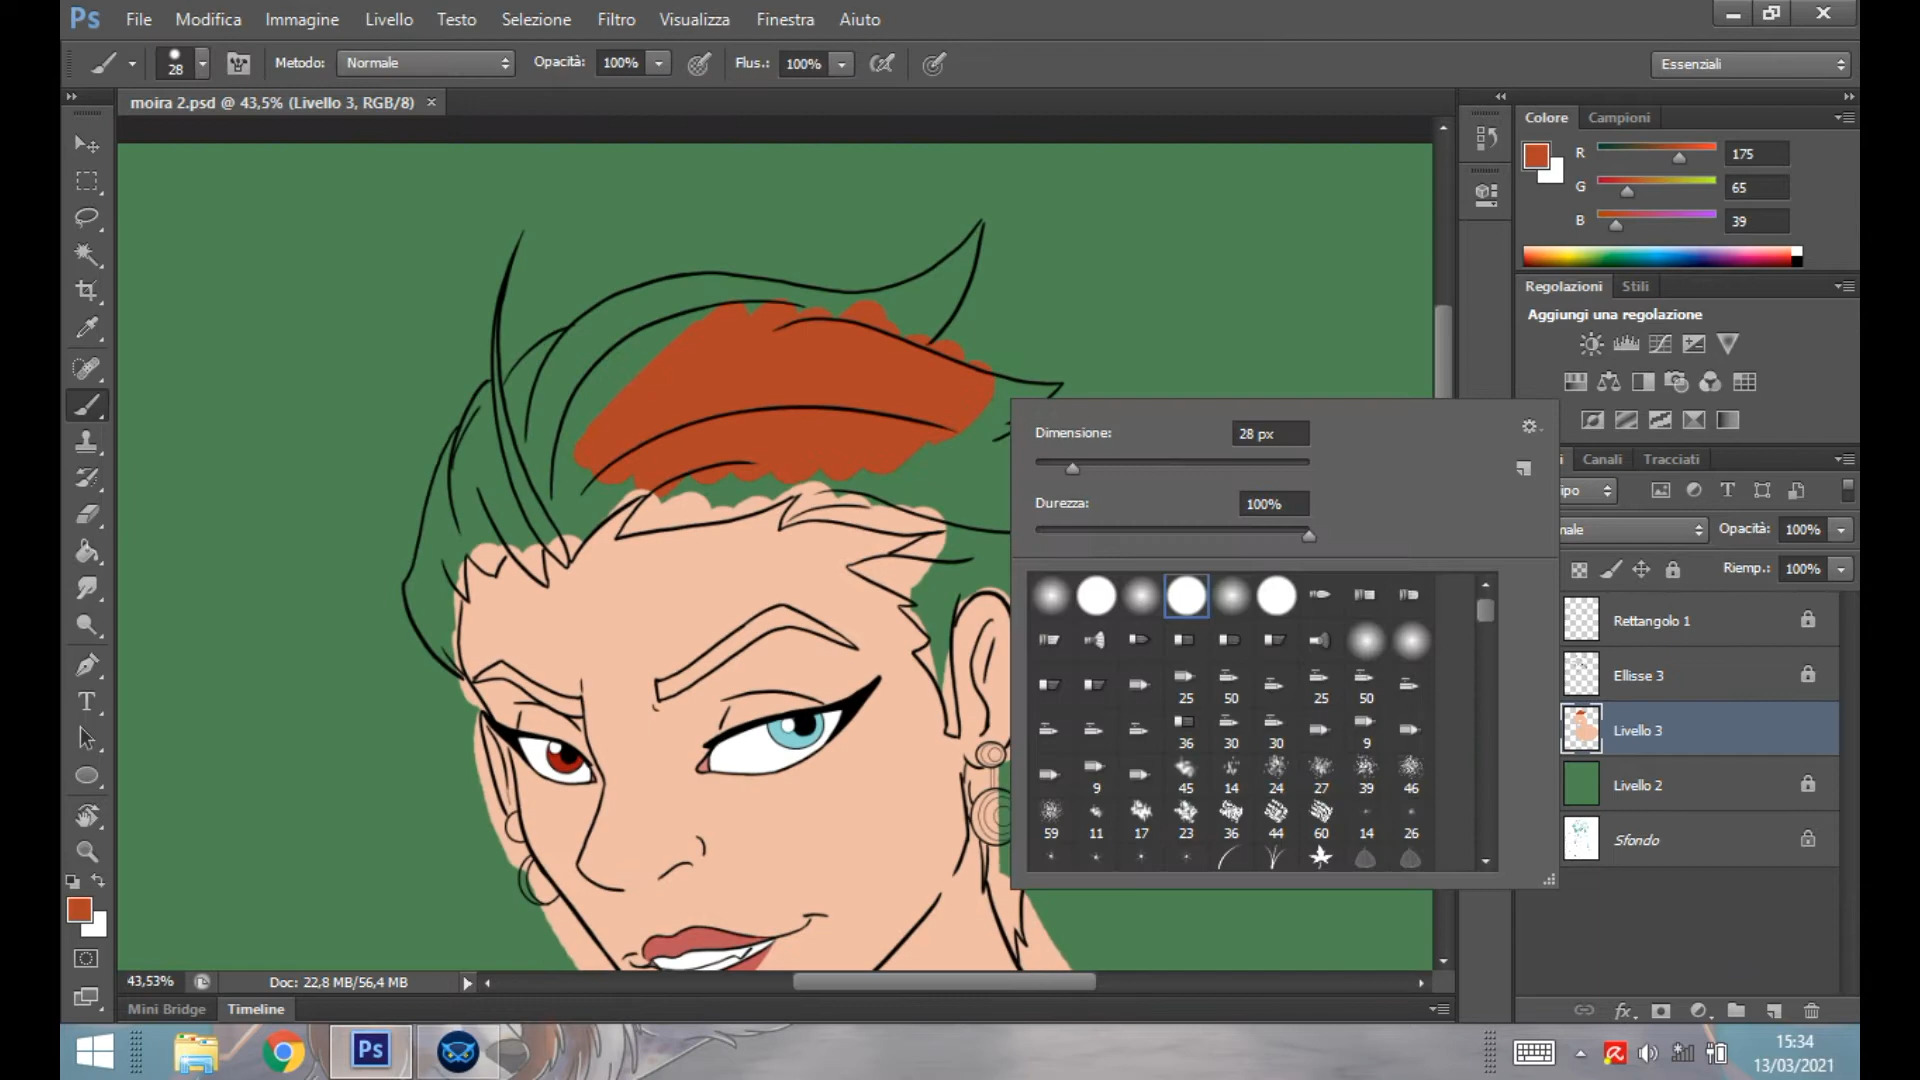 Ps File Modifica Immagine Livello Testo Selezione Filtro Visualizza Finestra Aiuto
28 Metodo: Normale Opacità: 100% Flus.: 100% Essenziali
moira 2.psd @ 43,5% (Livello 3, RGB/8) ×
Colore Campioni
R 175
G 65
B 39
Regolazioni Stili
Aggiungi una regolazione
Dimensione: 28 px
Durezza: 100%
25 50 25 50
36 30 30 9
9 45 14 24 27 39 46
59 11 17 23 36 44 60 14 26
i Canali Tracciati
ipo
nale Opacità: 100%
Riemp.: 100%
Rettangolo 1
Ellisse 3
Livello 3
Livello 2
Sfondo
fx
43,53% Doc: 22,8 MB/56,4 MB
Mini Bridge Timeline
Ps
15:34
13/03/2021